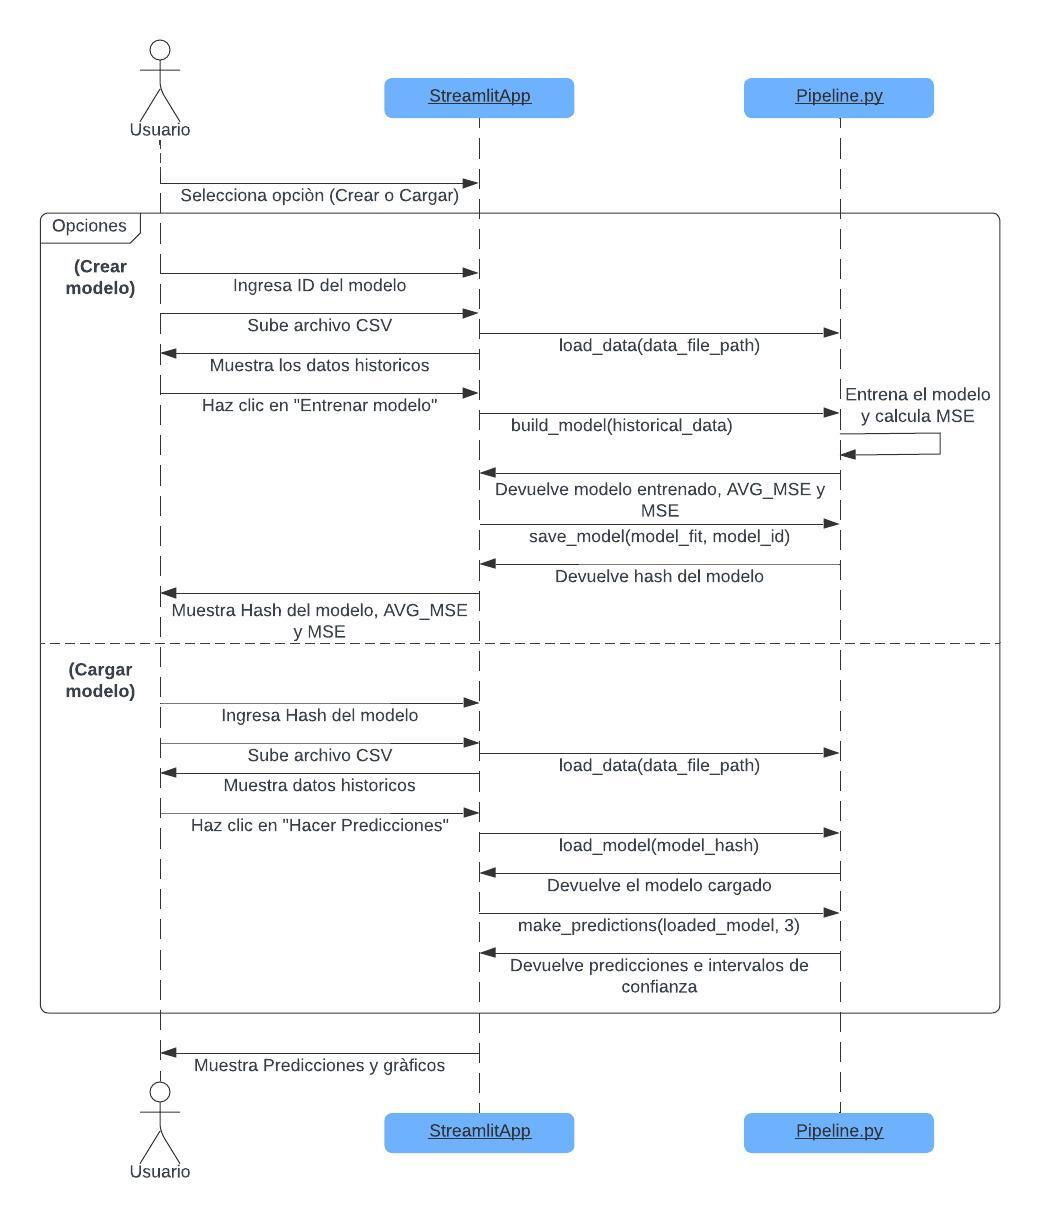 Usuario
StreamlitApp
Pipeline.py
Selecciona opciòn (Crear o Cargar)
Opciones
(Crear
modelo)
Ingresa ID del modelo
Sube archivo CSV
load_data(data_file_path)
Muestra los datos historicos
Haz clic en "Entrenar modelo"
Entrena el modelo
y calcula MSE
build_model(historical_data)
Devuelve modelo entrenado, AVG_MSE y
MSE
save_model(model_fit, model_id)
Devuelve hash del modelo
Muestra Hash del modelo, AVG_MSE
y MSE
(Cargar
modelo)
Ingresa Hash del modelo
Sube archivo CSV
load_data(data_file_path)
Muestra datos historicos
Haz clic en "Hacer Predicciones"
load_model(model_hash)
Devuelve el modelo cargado
make_predictions(loaded_model, 3)
Devuelve predicciones e intervalos de
confianza
Muestra Predicciones y gràficos
StreamlitApp
Pipeline.py
Usuario